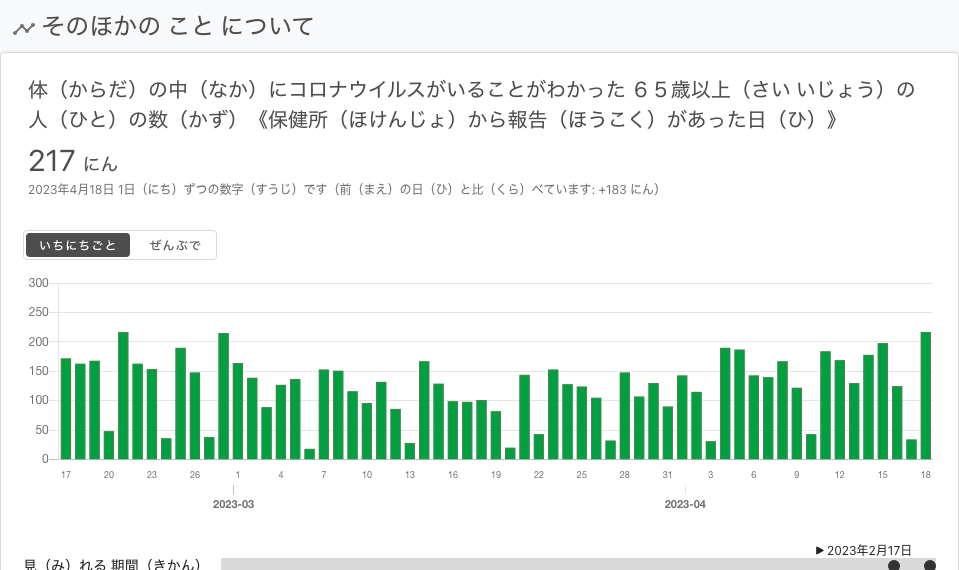 そのほかの こと について
体（からだ）の中（なか）にコロナウイルスがいることがわかった ６５歳以上（さい いじょう）の
人（ひと）の数（かず）《保健所（ほけんじょ）から報告（ほうこく）があった日（ひ）》
217 にん
2023年4月18日 1日（にち）ずつの数字（すうじ）です（前（まえ）の日（ひ）と比（くら）べています: +183 にん）
いちにちごと ぜんぶで
300
250
200
150
100
50
0
17 20 23 26 1 4 7 10 13 16 19 22 25 28 31 3 6 9 12 15 18
2023-03 2023-04
▶ 2023年2月17日
見（み）れる 期間（きかん）